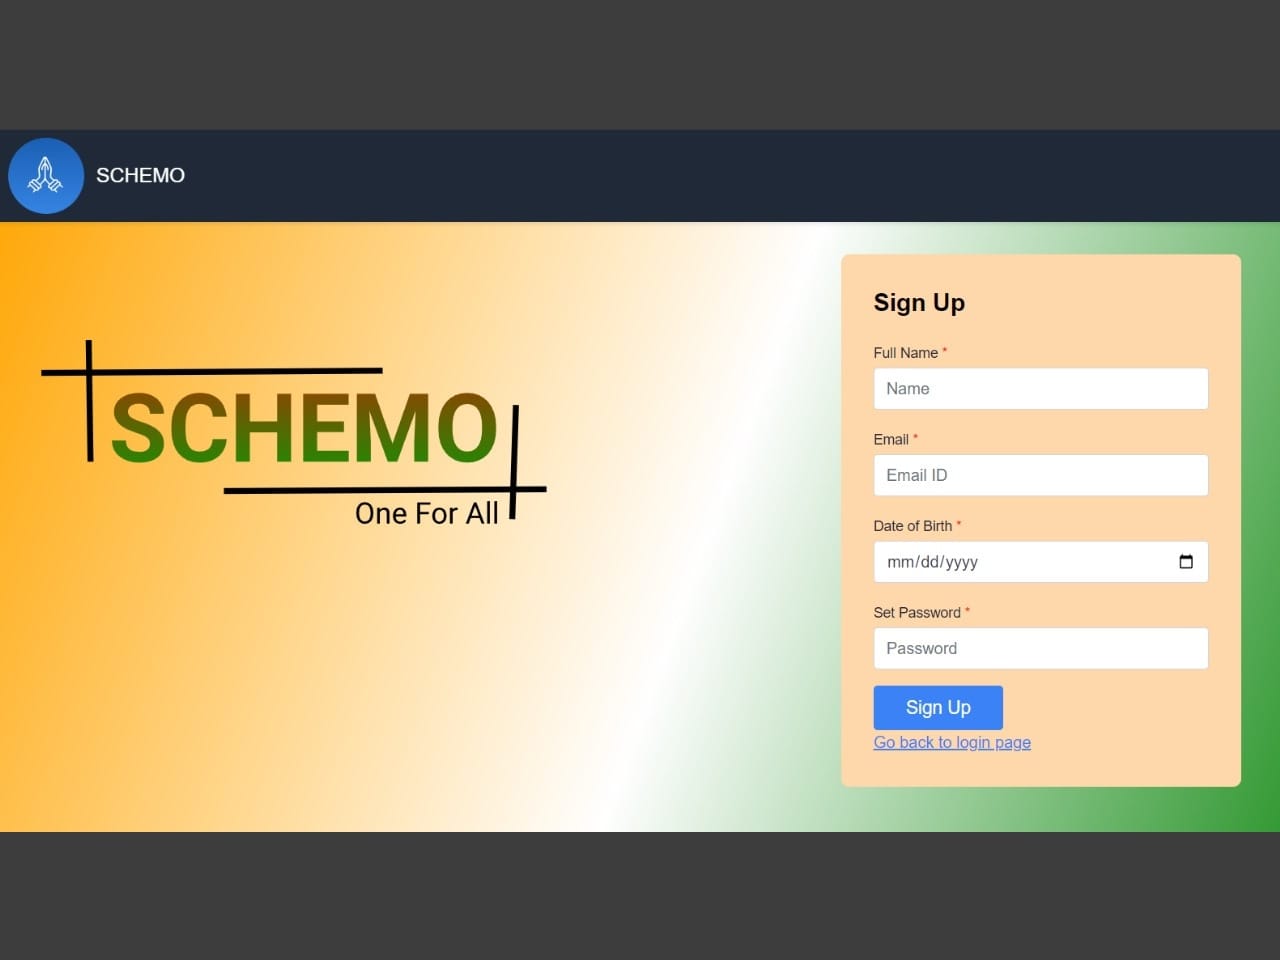 SCHEMO
SCHEMO
One For All
Sign Up
Full Name *
Name
Email *
Email ID
Date of Birth *
mm/dd/yyyy
Set Password *
Password
Sign Up
Go back to login page